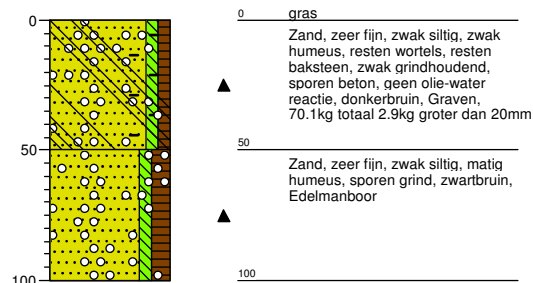 0
0
gras
Zand, zeer fijn, zwak siltig, zwak
humeus, resten wortels, resten
baksteen, zwak grindhoudend,
sporen beton, geen olie-water
reactie, donkerbruin, Graven,
70.1kg totaal 2.9kg groter dan 20mm
50
50
Zand, zeer fijn, zwak siltig, matig
humeus, sporen grind, zwartbruin,
Edelmanboor
100
100